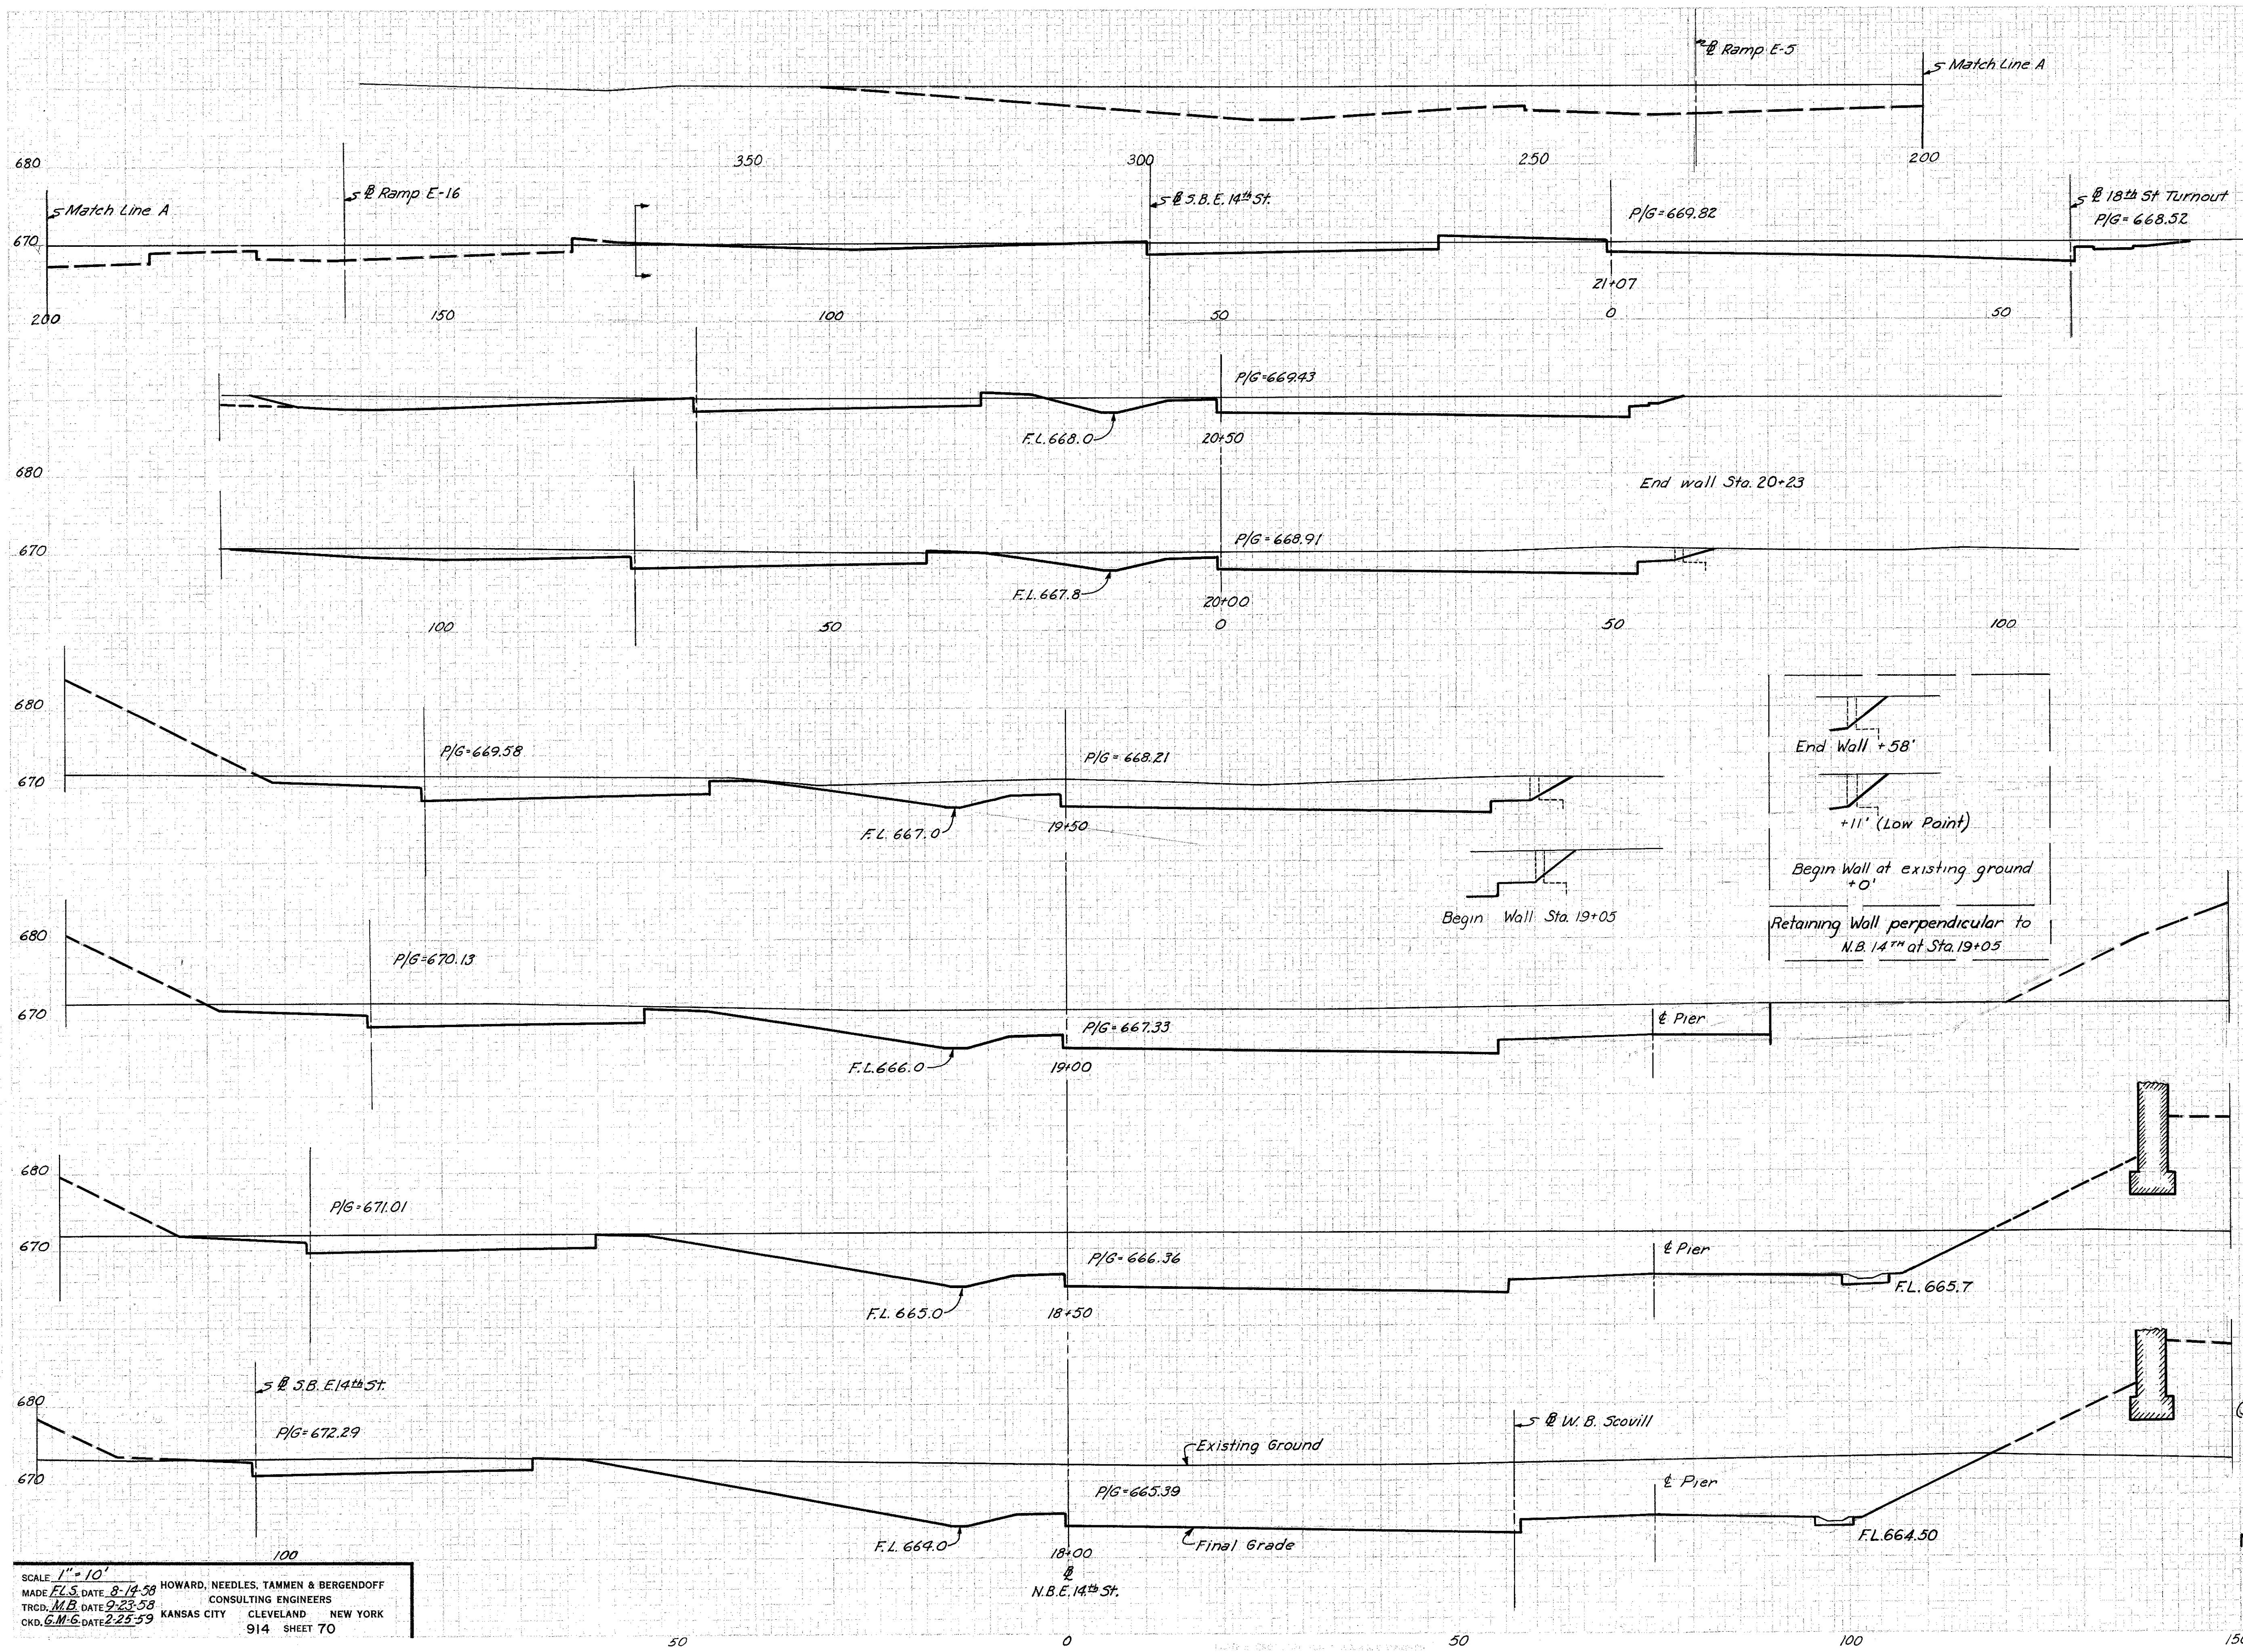 ℄ Ramp E-5
Match Line A
350
300
250
200
680
Match Line A
℄ Ramp E-16
℄ S.B.E. 14th St.
P/G=669.82
℄ 18th St Turnout
P/G=668.52
670
21+07
200
150
100
50
0
50
P/G=669.43
F.L.668.0
20+50
680
End wall Sta. 20+23
670
P/G=668.91
F.L.667.8
20+00
100
50
0
50
100
680
P/G=669.58
P/G=668.21
End Wall +58'
670
F.L.667.0
19+50
+11' (Low Point)
Begin Wall at existing ground
+0'
Begin Wall Sta. 19+05
Retaining Wall perpendicular to
N.B. 14TH at Sta.19+05
680
P/G=670.13
670
P/G=667.33
℄ Pier
F.L.666.0
19+00
680
P/G=671.01
670
P/G=666.36
℄ Pier
F.L.665.0
18+50
F.L.665.7
℄ S.B. E.14th St.
680
P/G=672.29
℄ W.B. Scovill
Existing Ground
670
P/G=665.39
℄ Pier
F.L.664.0
Final Grade
F.L.664.50
18+00
℄
N.B.E.14th St.
100
50
0
50
100
150
SCALE 1"=10'
MADE F.L.S. DATE 8-14-58
TRCD. M.B. DATE 9-23-58
CKD. G.M.G. DATE 2-25-59
HOWARD, NEEDLES, TAMMEN & BERGENDOFF
CONSULTING ENGINEERS
KANSAS CITY CLEVELAND NEW YORK
914 SHEET 70